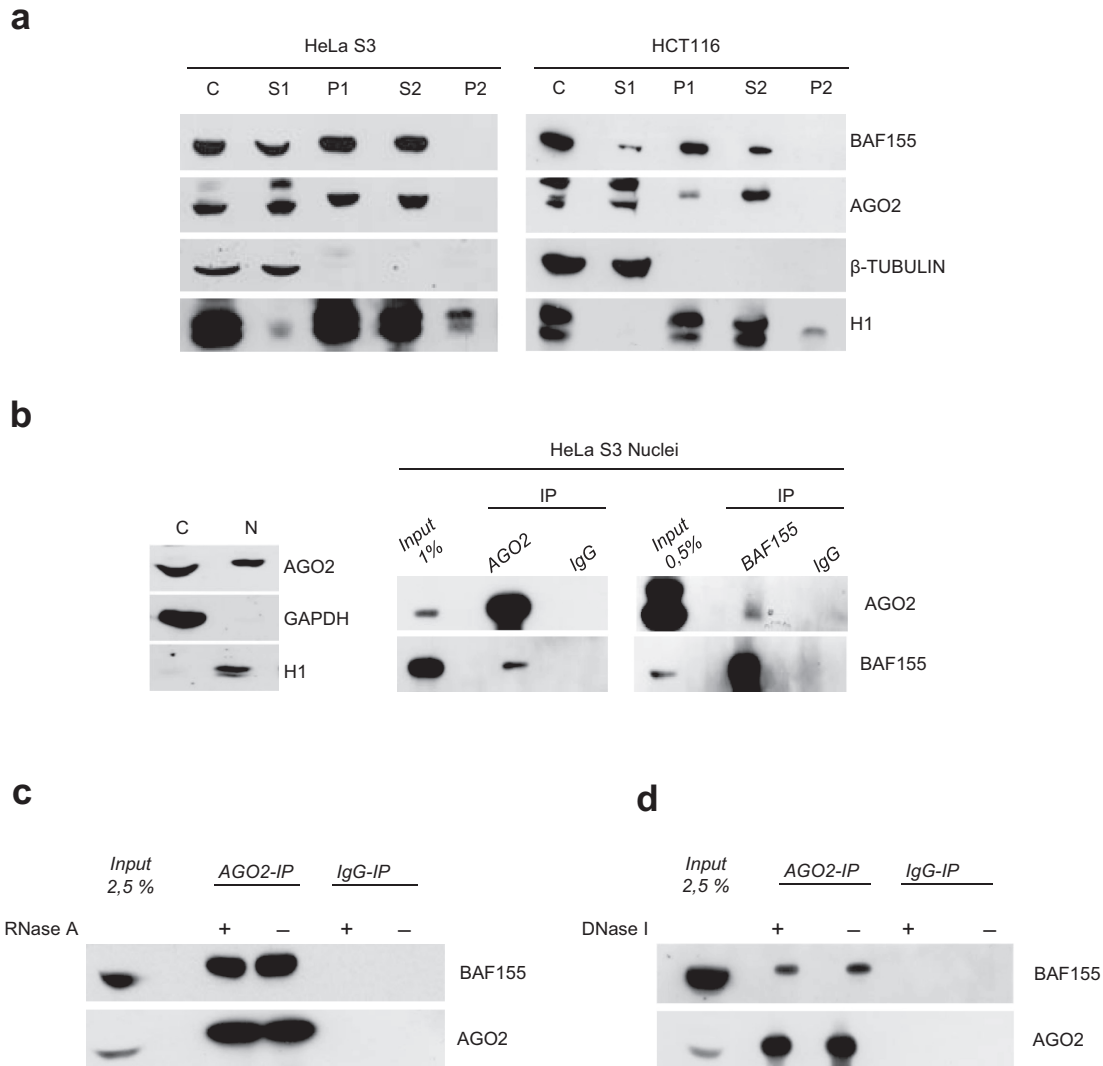 a
HeLa S3
HCT116
C S1 P1 S2 P2
C S1 P1 S2 P2
BAF155
AGO2
β-TUBULIN
H1
b
HeLa S3 Nuclei
IP
IP
C N
Input 1%
AGO2
IgG
Input 0,5%
BAF155
IgG
AGO2
GAPDH
H1
AGO2
BAF155
c
Input
2,5 %
AGO2-IP
IgG-IP
RNase A + – + –
BAF155
AGO2
d
Input
2,5 %
AGO2-IP
IgG-IP
DNase I + – + –
BAF155
AGO2